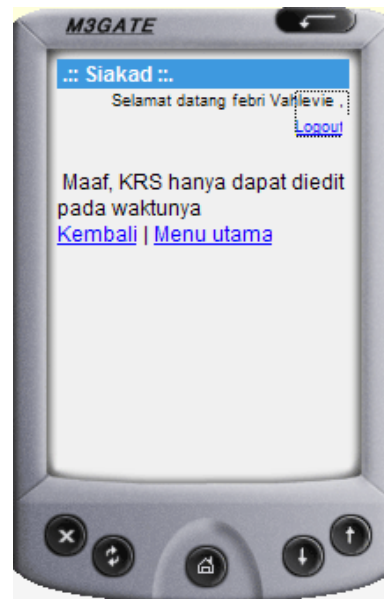 M3GATE
.:: Siakad ::.
Selamat datang febri Vahlevie ,
Logout
Maaf, KRS hanya dapat diedit
pada waktunya
Kembali | Menu utama